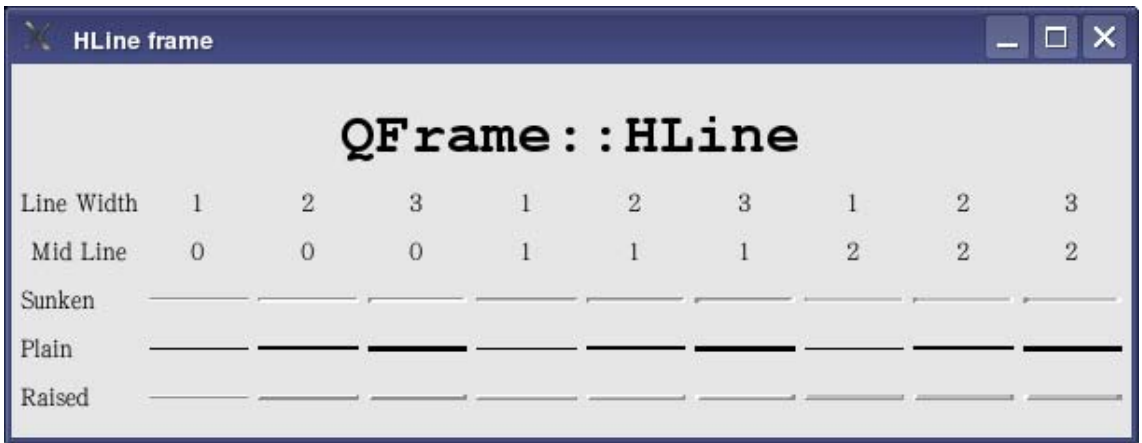 HLine frame
QFrame::HLine
Line Width 1 2 3 1 2 3 1 2 3
Mid Line 0 0 0 1 1 1 2 2 2
Sunken
Plain
Raised